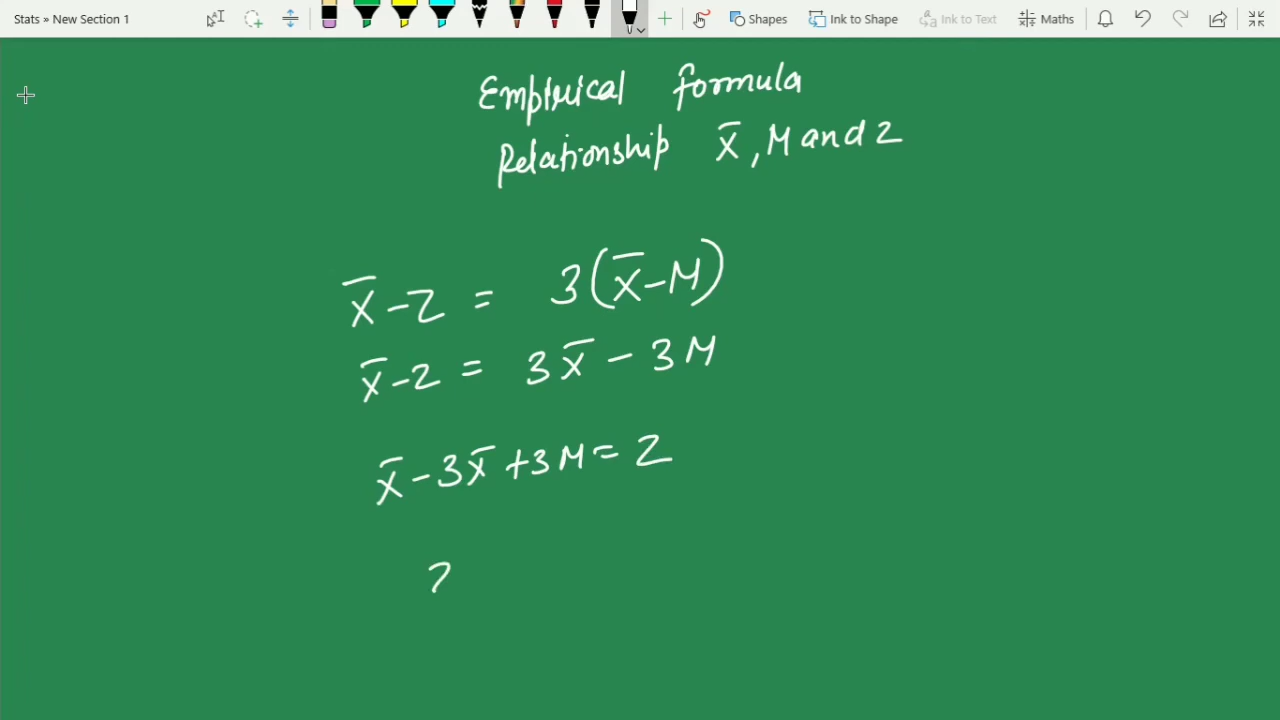 Stats » New Section 1
Shapes
Ink to Shape
Ink to Text
Maths
Empirical formula
Relationship X̄, M and Z
X̄ - Z = 3(X̄ - M)
X̄ - Z = 3X̄ - 3M
X̄ - 3X̄ + 3M = Z